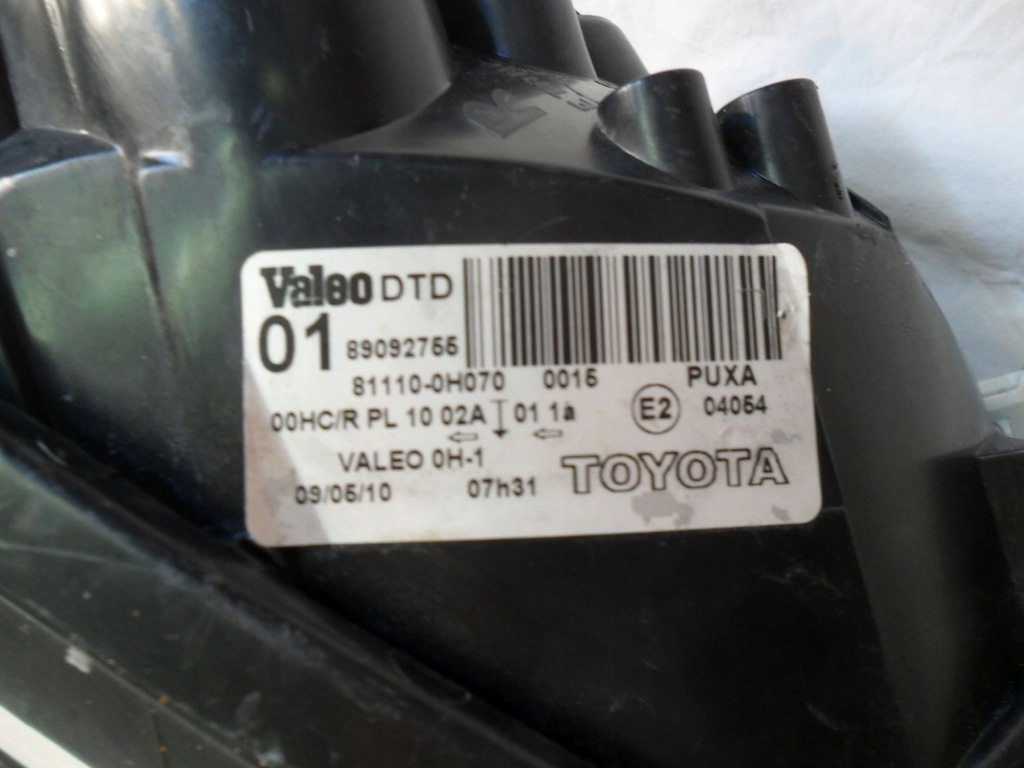 Valeo DTD
01 89092755
81110-0H070 0015 PUXA
00HC/R PL 10 02A 01 1à E2 04054
VALEO 0H-1
09/05/10 07h31 TOYOTA